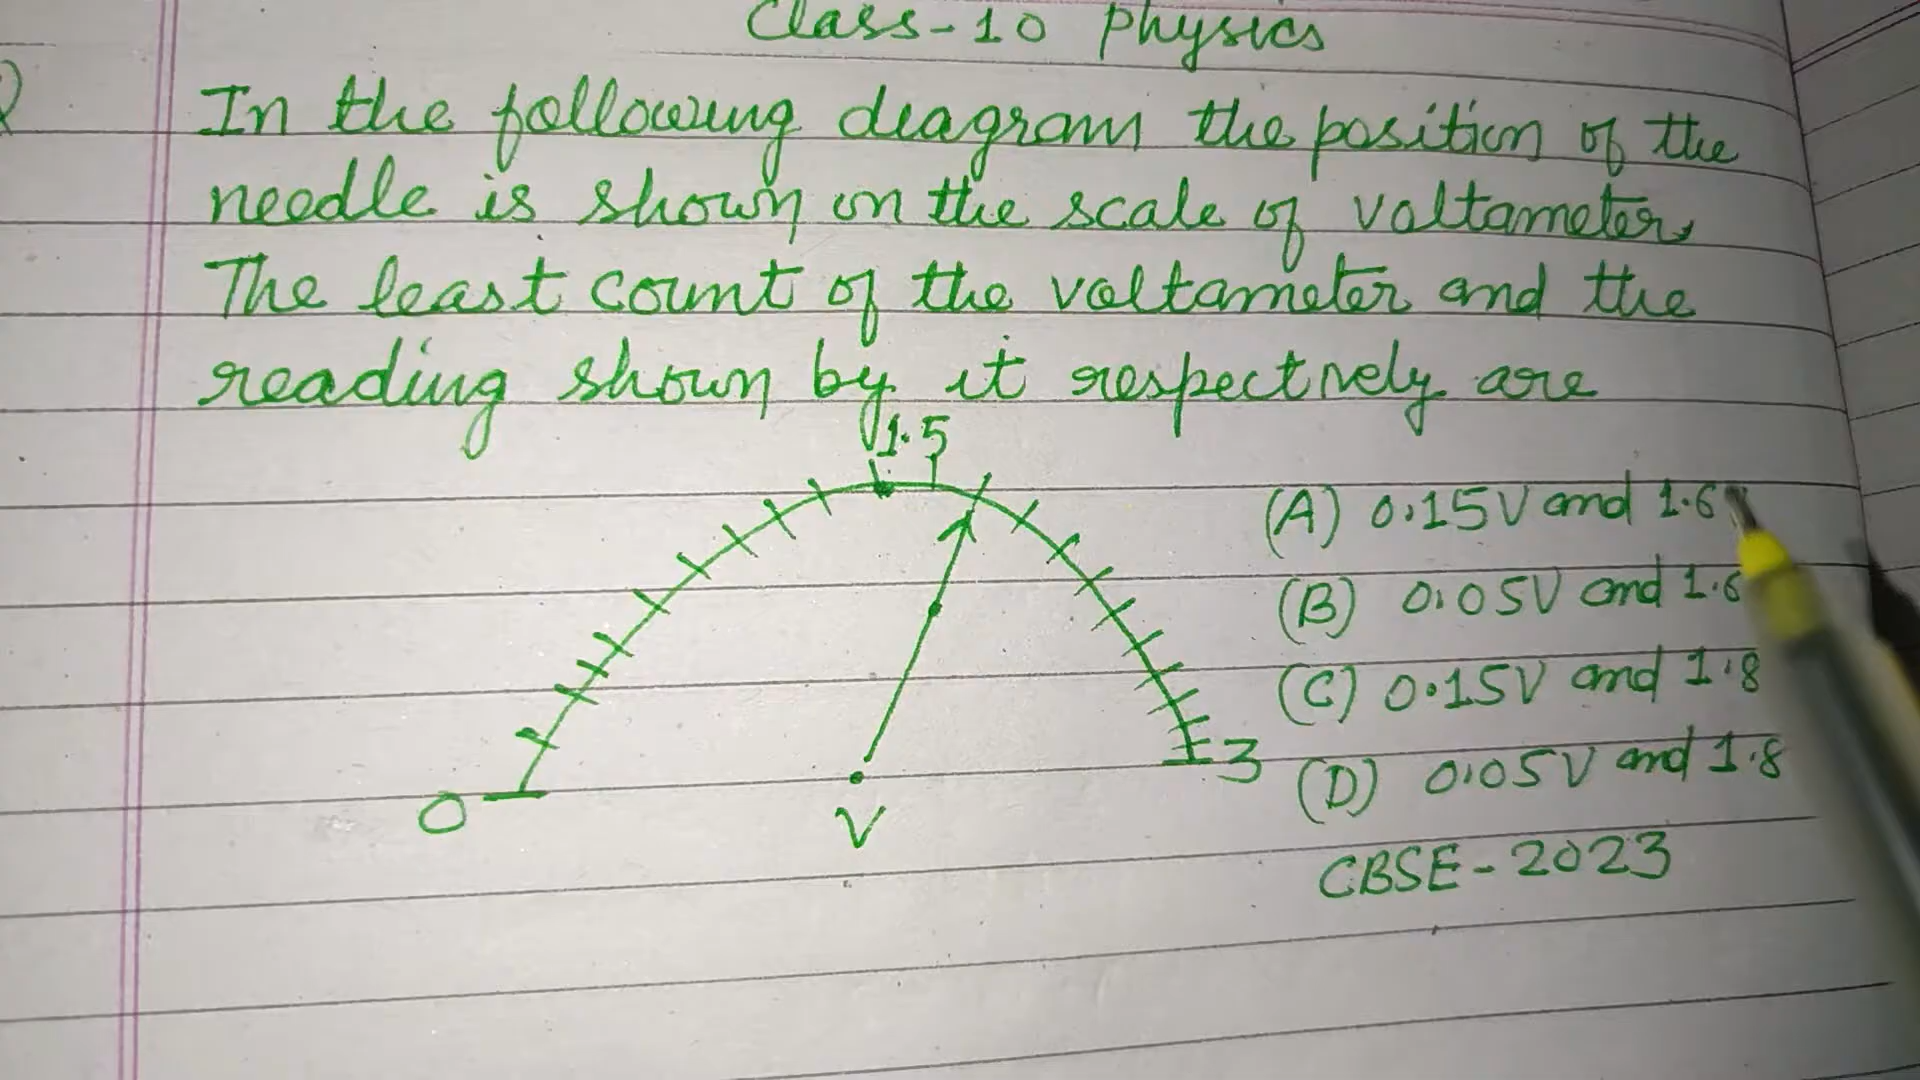 Class-10 Physics
In the following diagram the position of the
needle is shown on the scale of voltameter,
The least count of the voltameter and the
reading shown by it respectively are
1.5
(A) 0.15V and 1.6
(B) 0.05V and 1.6
(C) 0.15V and 1.8
(D) 0.05V and 1.8
0
3
V
CBSE-2023